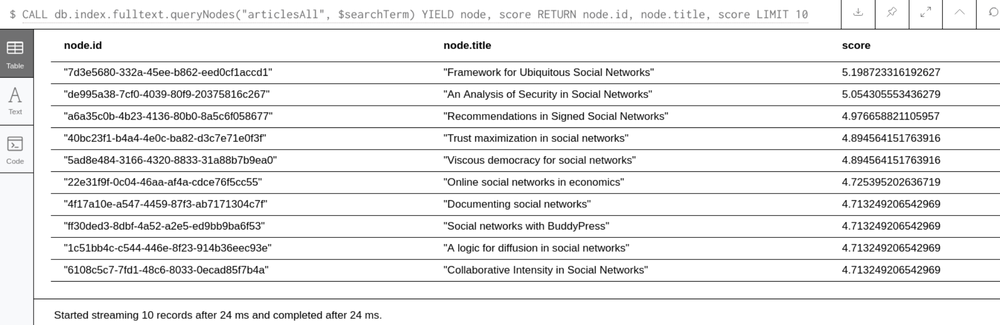 $ CALL db.index.fulltext.queryNodes("articlesAll", $searchTerm) YIELD node, score RETURN node.id, node.title, score LIMIT 10
Table
Text
Code
node.id node.title score
"7d3e5680-332a-45ee-b862-eed0cf1accd1" "Framework for Ubiquitous Social Networks" 5.198723316192627
"de995a38-7cf0-4039-80f9-20375816c267" "An Analysis of Security in Social Networks" 5.054305553436279
"a6a35c0b-4b23-4136-80b0-8a5c6f058677" "Recommendations in Signed Social Networks" 4.976658821105957
"40bc23f1-b4a4-4e0c-ba82-d3c7e71e0f3f" "Trust maximization in social networks" 4.894564151763916
"5ad8e484-3166-4320-8833-31a88b7b9ea0" "Viscous democracy for social networks" 4.894564151763916
"22e31f9f-0c04-46aa-af4a-cdce76f5cc55" "Online social networks in economics" 4.725395202636719
"4f17a10e-a547-4459-87f3-ab7171304c7f" "Documenting social networks" 4.713249206542969
"ff30ded3-8dbf-4a52-a2e5-ed9bb9ba6f53" "Social networks with BuddyPress" 4.713249206542969
"1c51bb4c-c544-446e-8f23-914b36eec93e" "A logic for diffusion in social networks" 4.713249206542969
"6108c5c7-7fd1-48c6-8033-0ecad85f7b4a" "Collaborative Intensity in Social Networks" 4.713249206542969
Started streaming 10 records after 24 ms and completed after 24 ms.